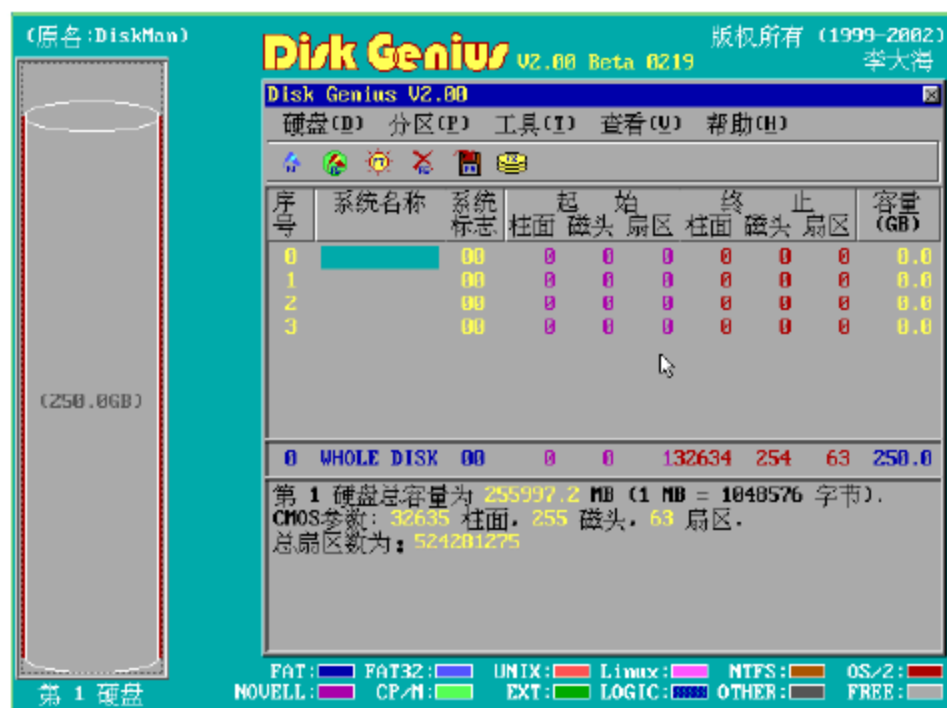 (原名:DiskMan)
Disk Genius V2.00 Beta 0219
版权所有 (1999-2002)
李大海
Disk Genius V2.00
硬盘(D) 分区(P) 工具(T) 查看(V) 帮助(H)
序号 系统名称 系统标志 起始 终止 容量(GB)
柱面 磁头 扇区 柱面 磁头 扇区
0 00 0 0 0 0 0 0 0.0
1 00 0 0 0 0 0 0 0.0
2 00 0 0 0 0 0 0 0.0
3 00 0 0 0 0 0 0 0.0
(250.0GB)
0 WHOLE DISK 00 0 0 132634 254 63 250.0
第 1 硬盘总容量为 255997.2 MB (1 MB = 1048576 字节).
CMOS参数: 32635 柱面, 255 磁头, 63 扇区.
总扇区数为: 524281275
FAT: FAT32: UNIX: Linux: NTFS: OS/2:
NOVELL: CP/M: EXT: LOGIC: OTHER: FREE:
第 1 硬盘